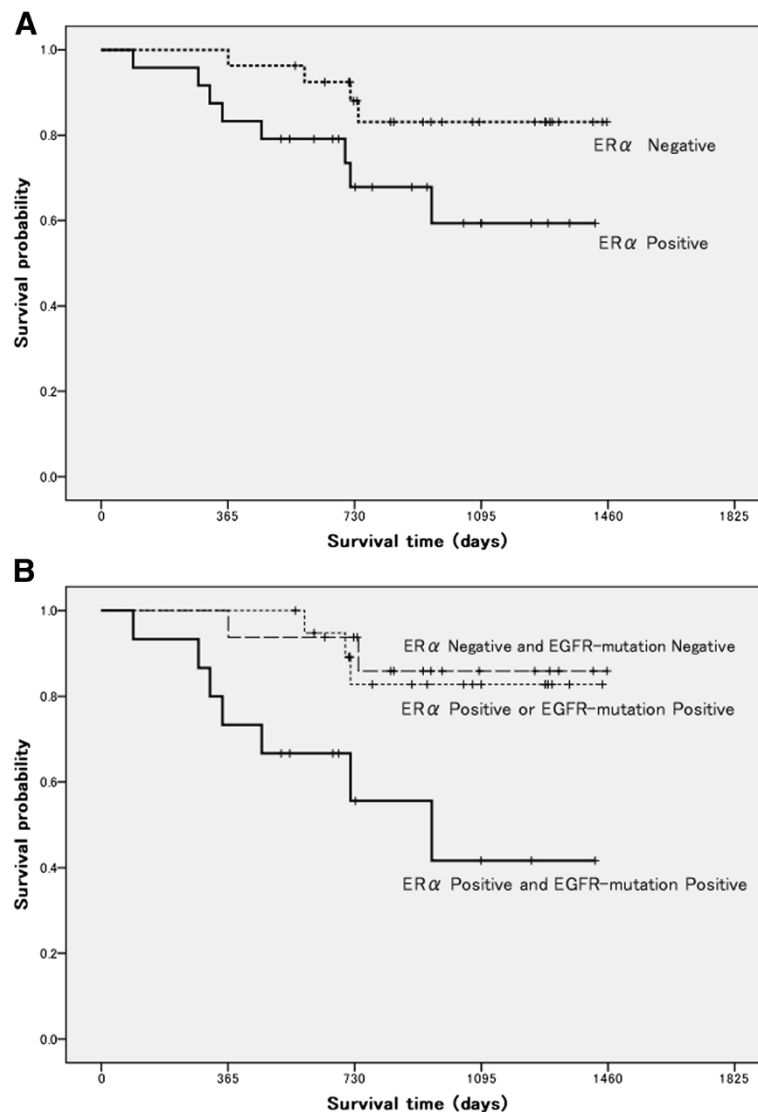 A
1.0
0.8
0.6
0.4
0.2
0.0
Survival probability
ERα Negative
ERα Positive
0 365 730 1095 1460 1825
Survival time (days)
B
1.0
0.8
0.6
0.4
0.2
0.0
Survival probability
ERα Negative and EGFR-mutation Negative
ERα Positive or EGFR-mutation Positive
ERα Positive and EGFR-mutation Positive
0 365 730 1095 1460 1825
Survival time (days)